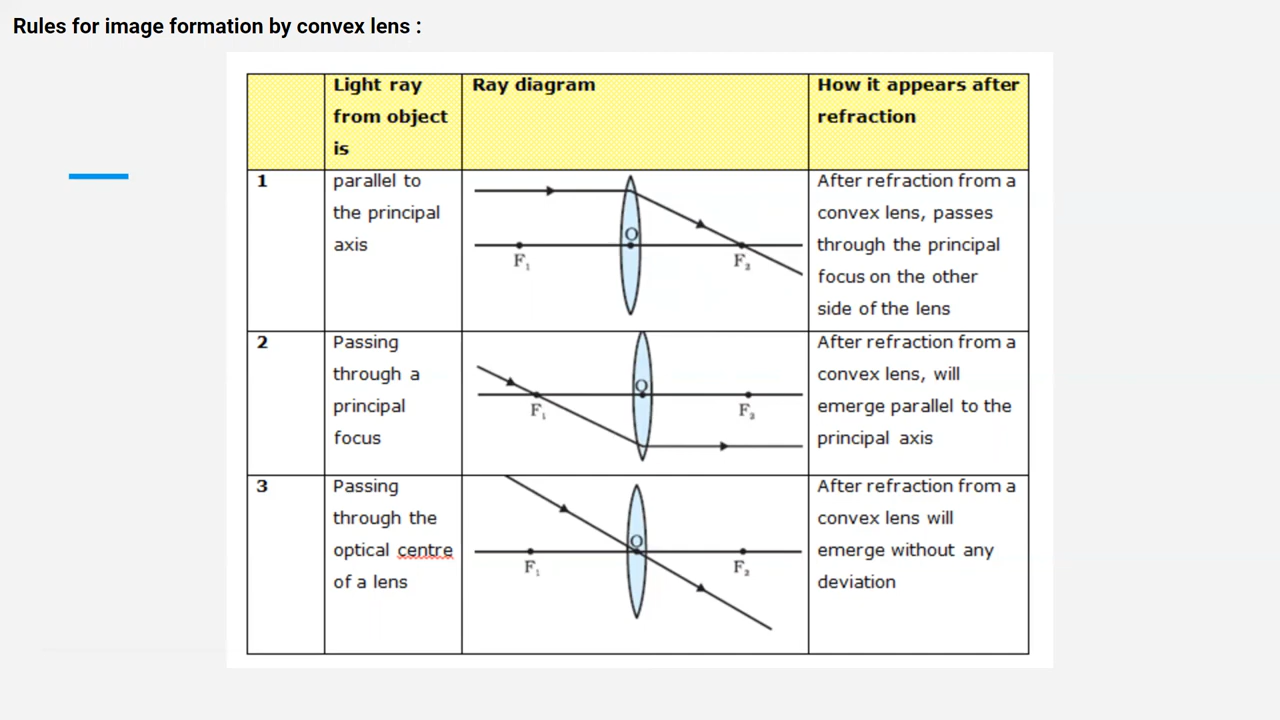 Rules for image formation by convex lens :
Light ray
from object
is
Ray diagram
How it appears after
refraction
1
parallel to
the principal
axis
O
F₁
F₂
After refraction from a
convex lens, passes
through the principal
focus on the other
side of the lens
2
Passing
through a
principal
focus
O
F₁
F₂
After refraction from a
convex lens, will
emerge parallel to the
principal axis
3
Passing
through the
optical centre
of a lens
O
F₁
F₂
After refraction from a
convex lens will
emerge without any
deviation